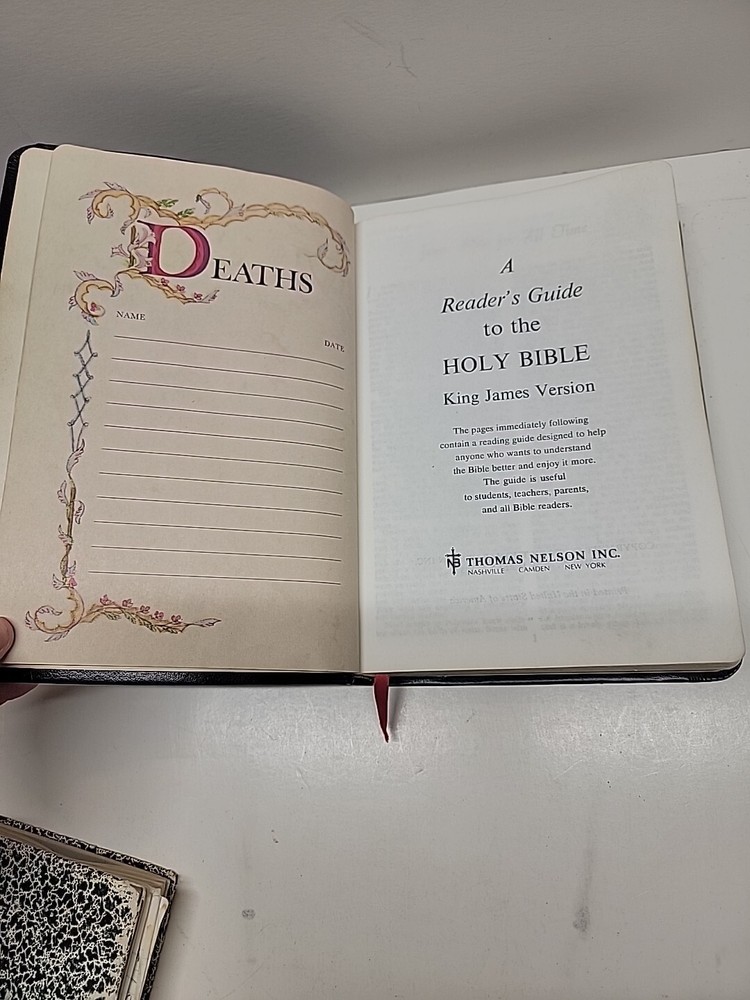 DEATHS
NAME
DATE
A
Reader's Guide
to the
HOLY BIBLE
King James Version
The pages immediately following
contain a reading guide designed to help
anyone who wants to understand
the Bible better and enjoy it more.
The guide is useful
to students, teachers, parents,
and all Bible readers.
NB THOMAS NELSON INC.
NASHVILLE CAMDEN NEW YORK